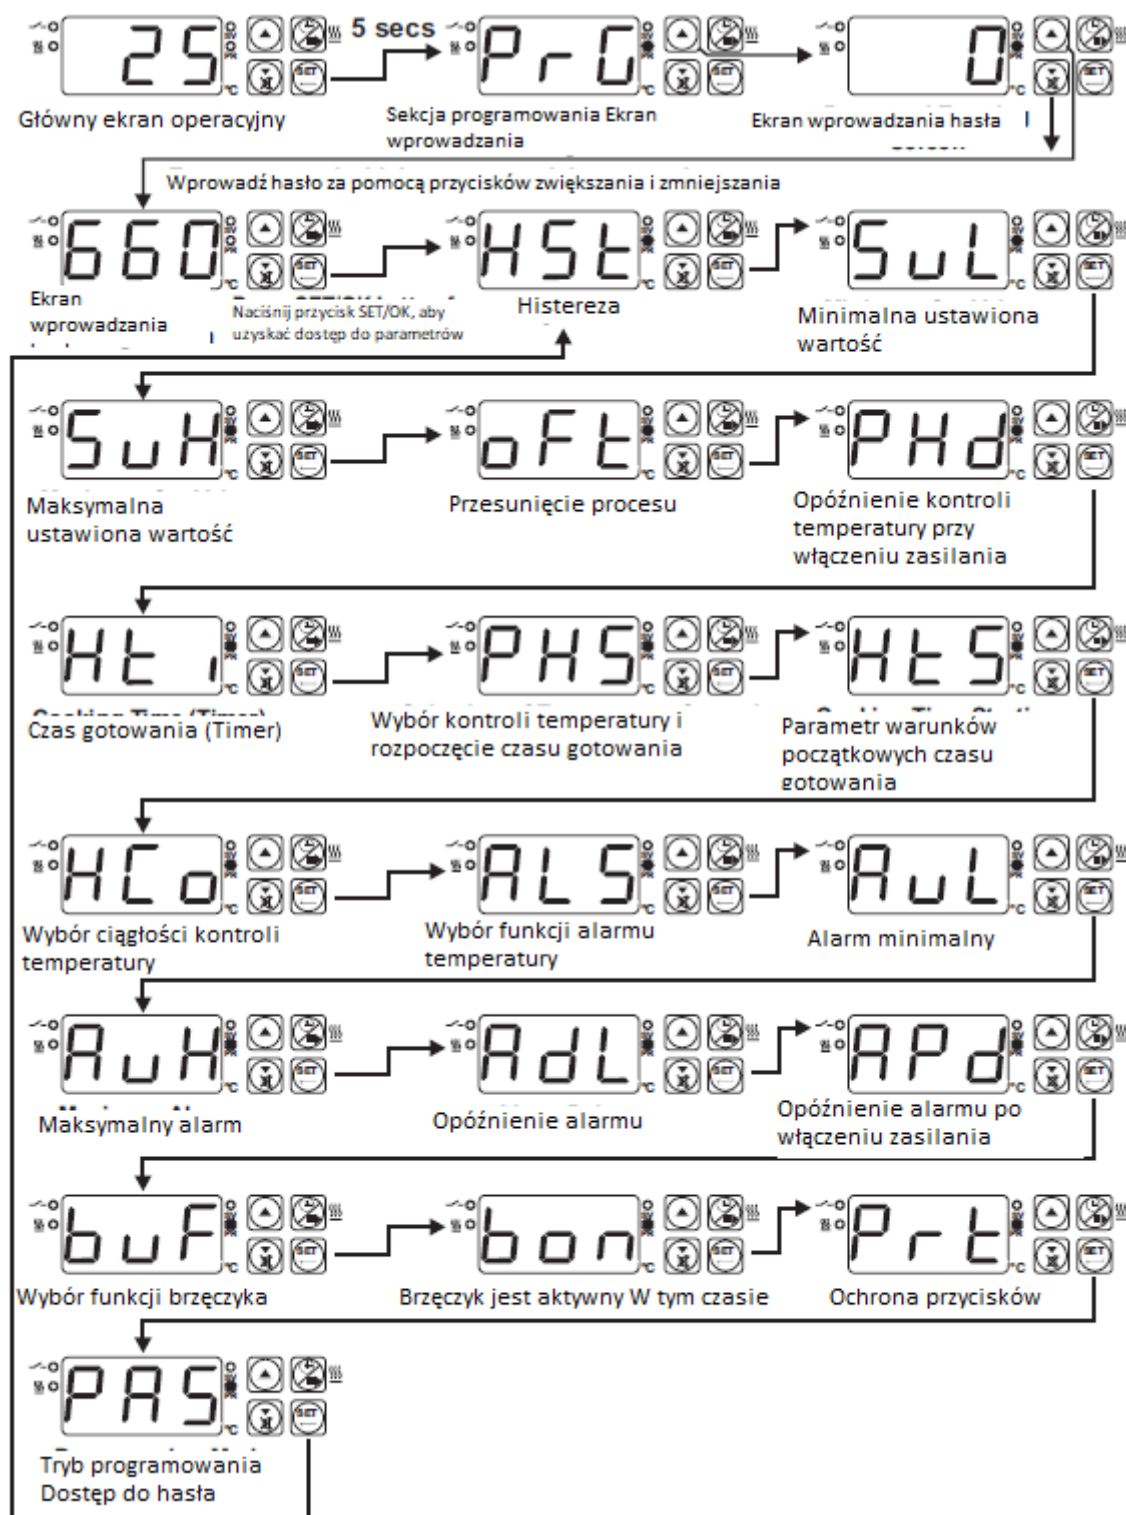 25
5 secs
PrG
0
°C
Główny ekran operacyjny
Sekcja programowania Ekran
wprowadzania
Ekran wprowadzania hasła
Wprowadź hasło za pomocą przycisków zwiększania i zmniejszania
660
HSt
SuL
Ekran
wprowadzania
Naciśnij przycisk SET/OK, aby
uzyskać dostęp do parametrów
Histereza
Minimalna ustawiona
wartość
SuH
oFt
PHd
Maksymalna
ustawiona wartość
Przesunięcie procesu
Opóźnienie kontroli
temperatury przy
włączeniu zasilania
Hti
PHS
HtS
Czas gotowania (Timer)
Wybór kontroli temperatury i
rozpoczęcie czasu gotowania
Parametr warunków
początkowych czasu
gotowania
HCo
ALS
AuL
Wybór ciągłości kontroli
temperatury
Wybór funkcji alarmu
temperatury
Alarm minimalny
AuH
AdL
APd
Maksymalny alarm
Opóźnienie alarmu
Opóźnienie alarmu po
włączeniu zasilania
buF
bon
Prt
Wybór funkcji brzęczyka
Brzęczyk jest aktywny W tym czasie
Ochrona przycisków
PAS
SET
Tryb programowania
Dostęp do hasła